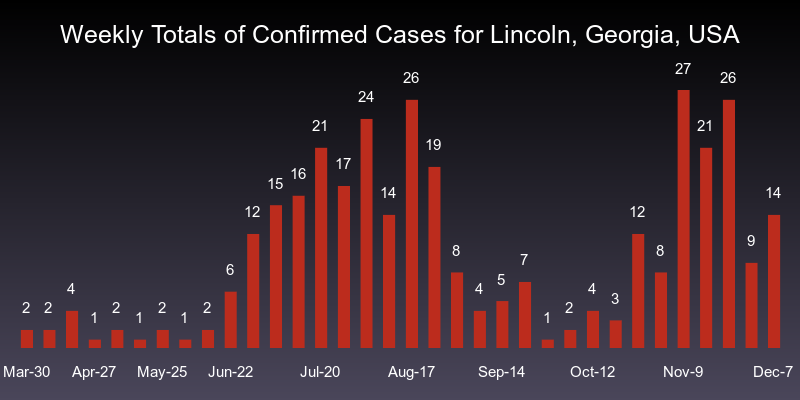 Weekly Totals of Confirmed Cases for Lincoln, Georgia, USA
2 2 4 1 2 1 2 1 2 6 12 15 16 21 17 24 14 26 19 8 4 5 7 1 2 4 3 12 8 27 21 26 9 14
Mar-30 Apr-27 May-25 Jun-22 Jul-20 Aug-17 Sep-14 Oct-12 Nov-9 Dec-7